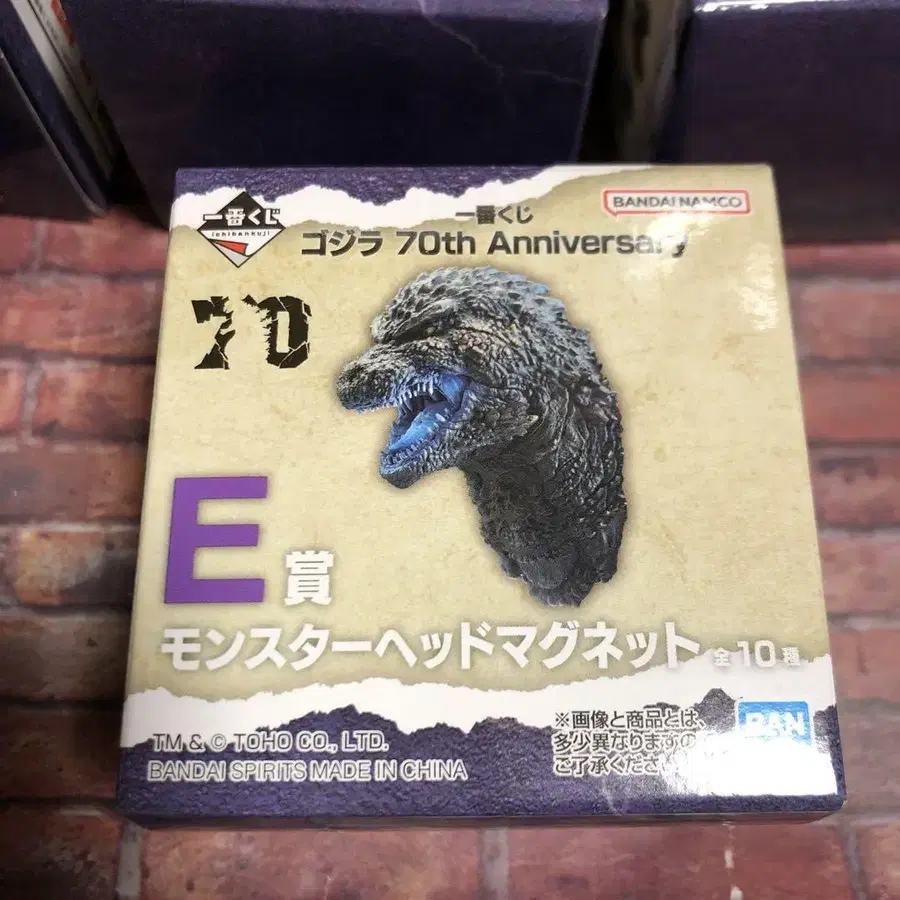 一番くじ
ichibankuji
一番くじ
BANDAI NAMCO
ゴジラ 70th Anniversary
70
E賞
モンスターヘッドマグネット 全10種
TM & © TOHO CO., LTD.
BANDAI SPIRITS MADE IN CHINA
※画像と商品とは、
多少異なりますの
ご了承くださ
BAN